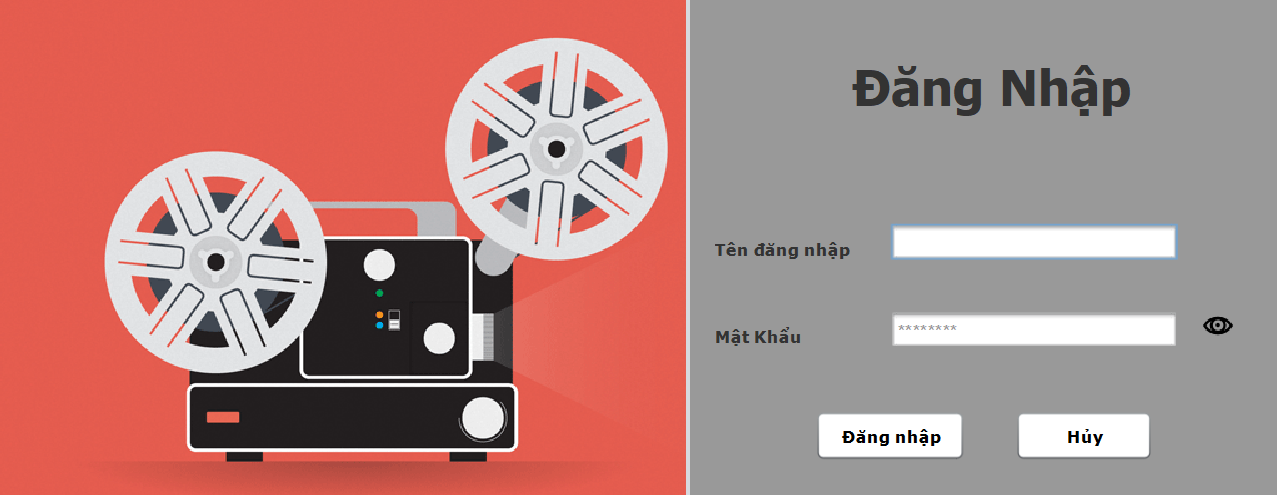 Đăng Nhập
Tên đăng nhập
Mật Khẩu
********
Đăng nhập
Hủy